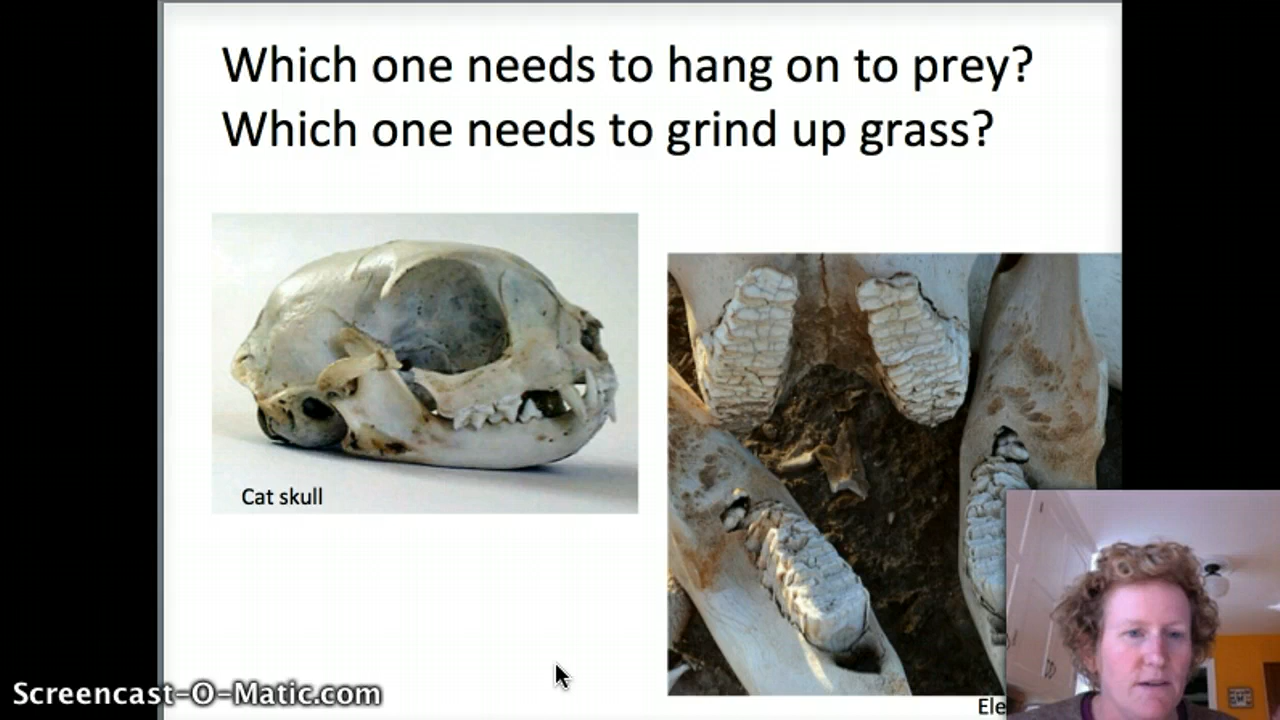 Which one needs to hang on to prey?
Which one needs to grind up grass?
Cat skull
Ele
Screencast-O-Matic.com